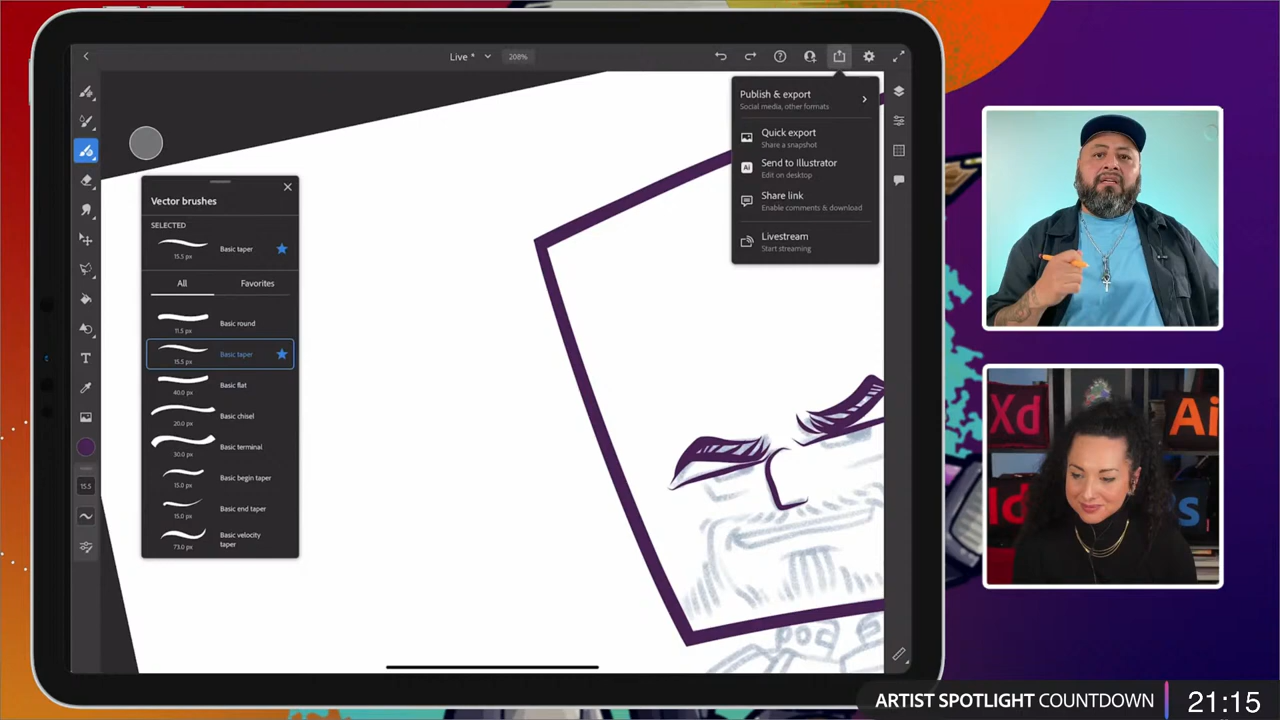 Live *
208%
Publish & export
Social media, other formats
Quick export
Share a snapshot
Ai
Send to Illustrator
Edit on desktop
Share link
Enable comments & download
Livestream
Start streaming
Vector brushes
SELECTED
Basic taper
15.5 px
All
Favorites
Basic round
11.5 px
Basic taper
15.5 px
Basic flat
40.0 px
Basic chisel
20.0 px
Basic terminal
30.0 px
Basic begin taper
15.0 px
Basic end taper
15.0 px
Basic velocity
taper
73.0 px
T
15.5
Xd
Ai
Id
Ps
ARTIST SPOTLIGHT COUNTDOWN
21:15